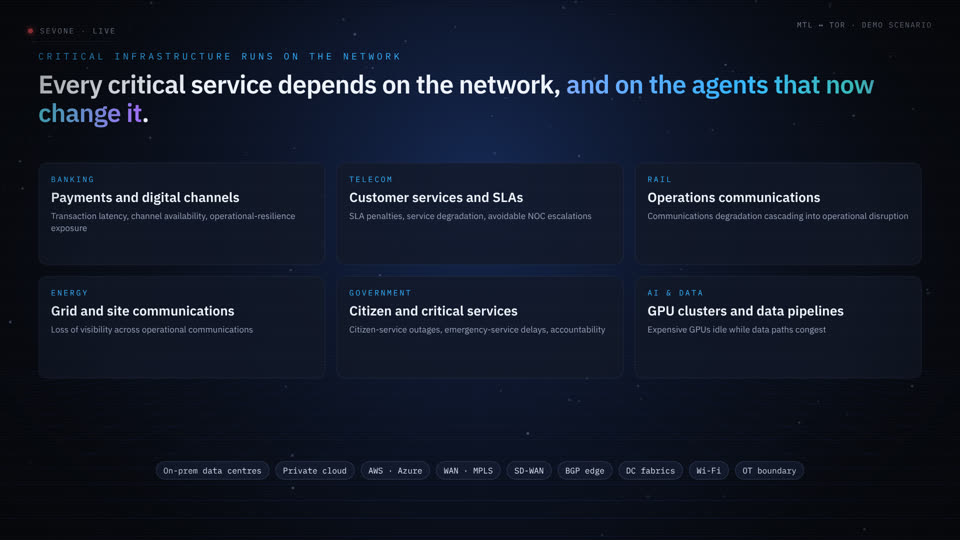 SEVONE · LIVE
MTL ↔ TOR · DEMO SCENARIO
CRITICAL INFRASTRUCTURE RUNS ON THE NETWORK
Every critical service depends on the network, and on the agents that now
change it.
BANKING
Payments and digital channels
Transaction latency, channel availability, operational-resilience
exposure
TELECOM
Customer services and SLAs
SLA penalties, service degradation, avoidable NOC escalations
RAIL
Operations communications
Communications degradation cascading into operational disruption
ENERGY
Grid and site communications
Loss of visibility across operational communications
GOVERNMENT
Citizen and critical services
Citizen-service outages, emergency-service delays, accountability
AI & DATA
GPU clusters and data pipelines
Expensive GPUs idle while data paths congest
On-prem data centres
Private cloud
AWS · Azure
WAN · MPLS
SD-WAN
BGP edge
DC fabrics
Wi-Fi
OT boundary